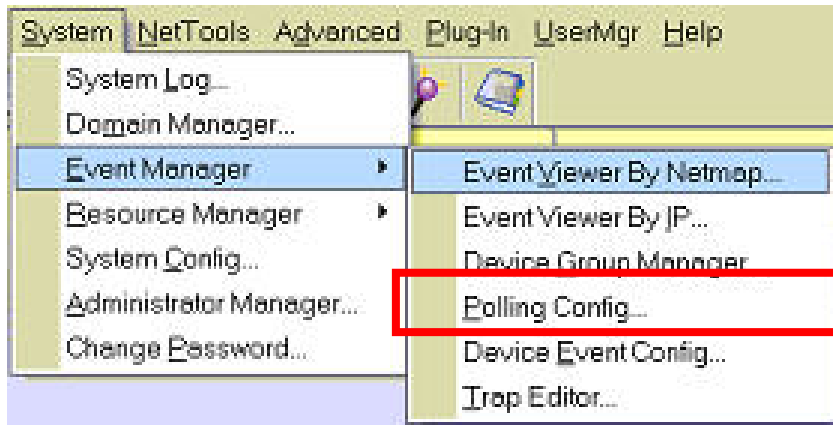 System NetTools Advanced Plug-In UserMgr Help
System Log...
Domain Manager...
Event Manager
Resource Manager
System Config...
Administrator Manager...
Change Password...
Event Viewer By Netmap...
Event Viewer By IP...
Device Group Manager
Polling Config...
Device Event Config...
Trap Editor...